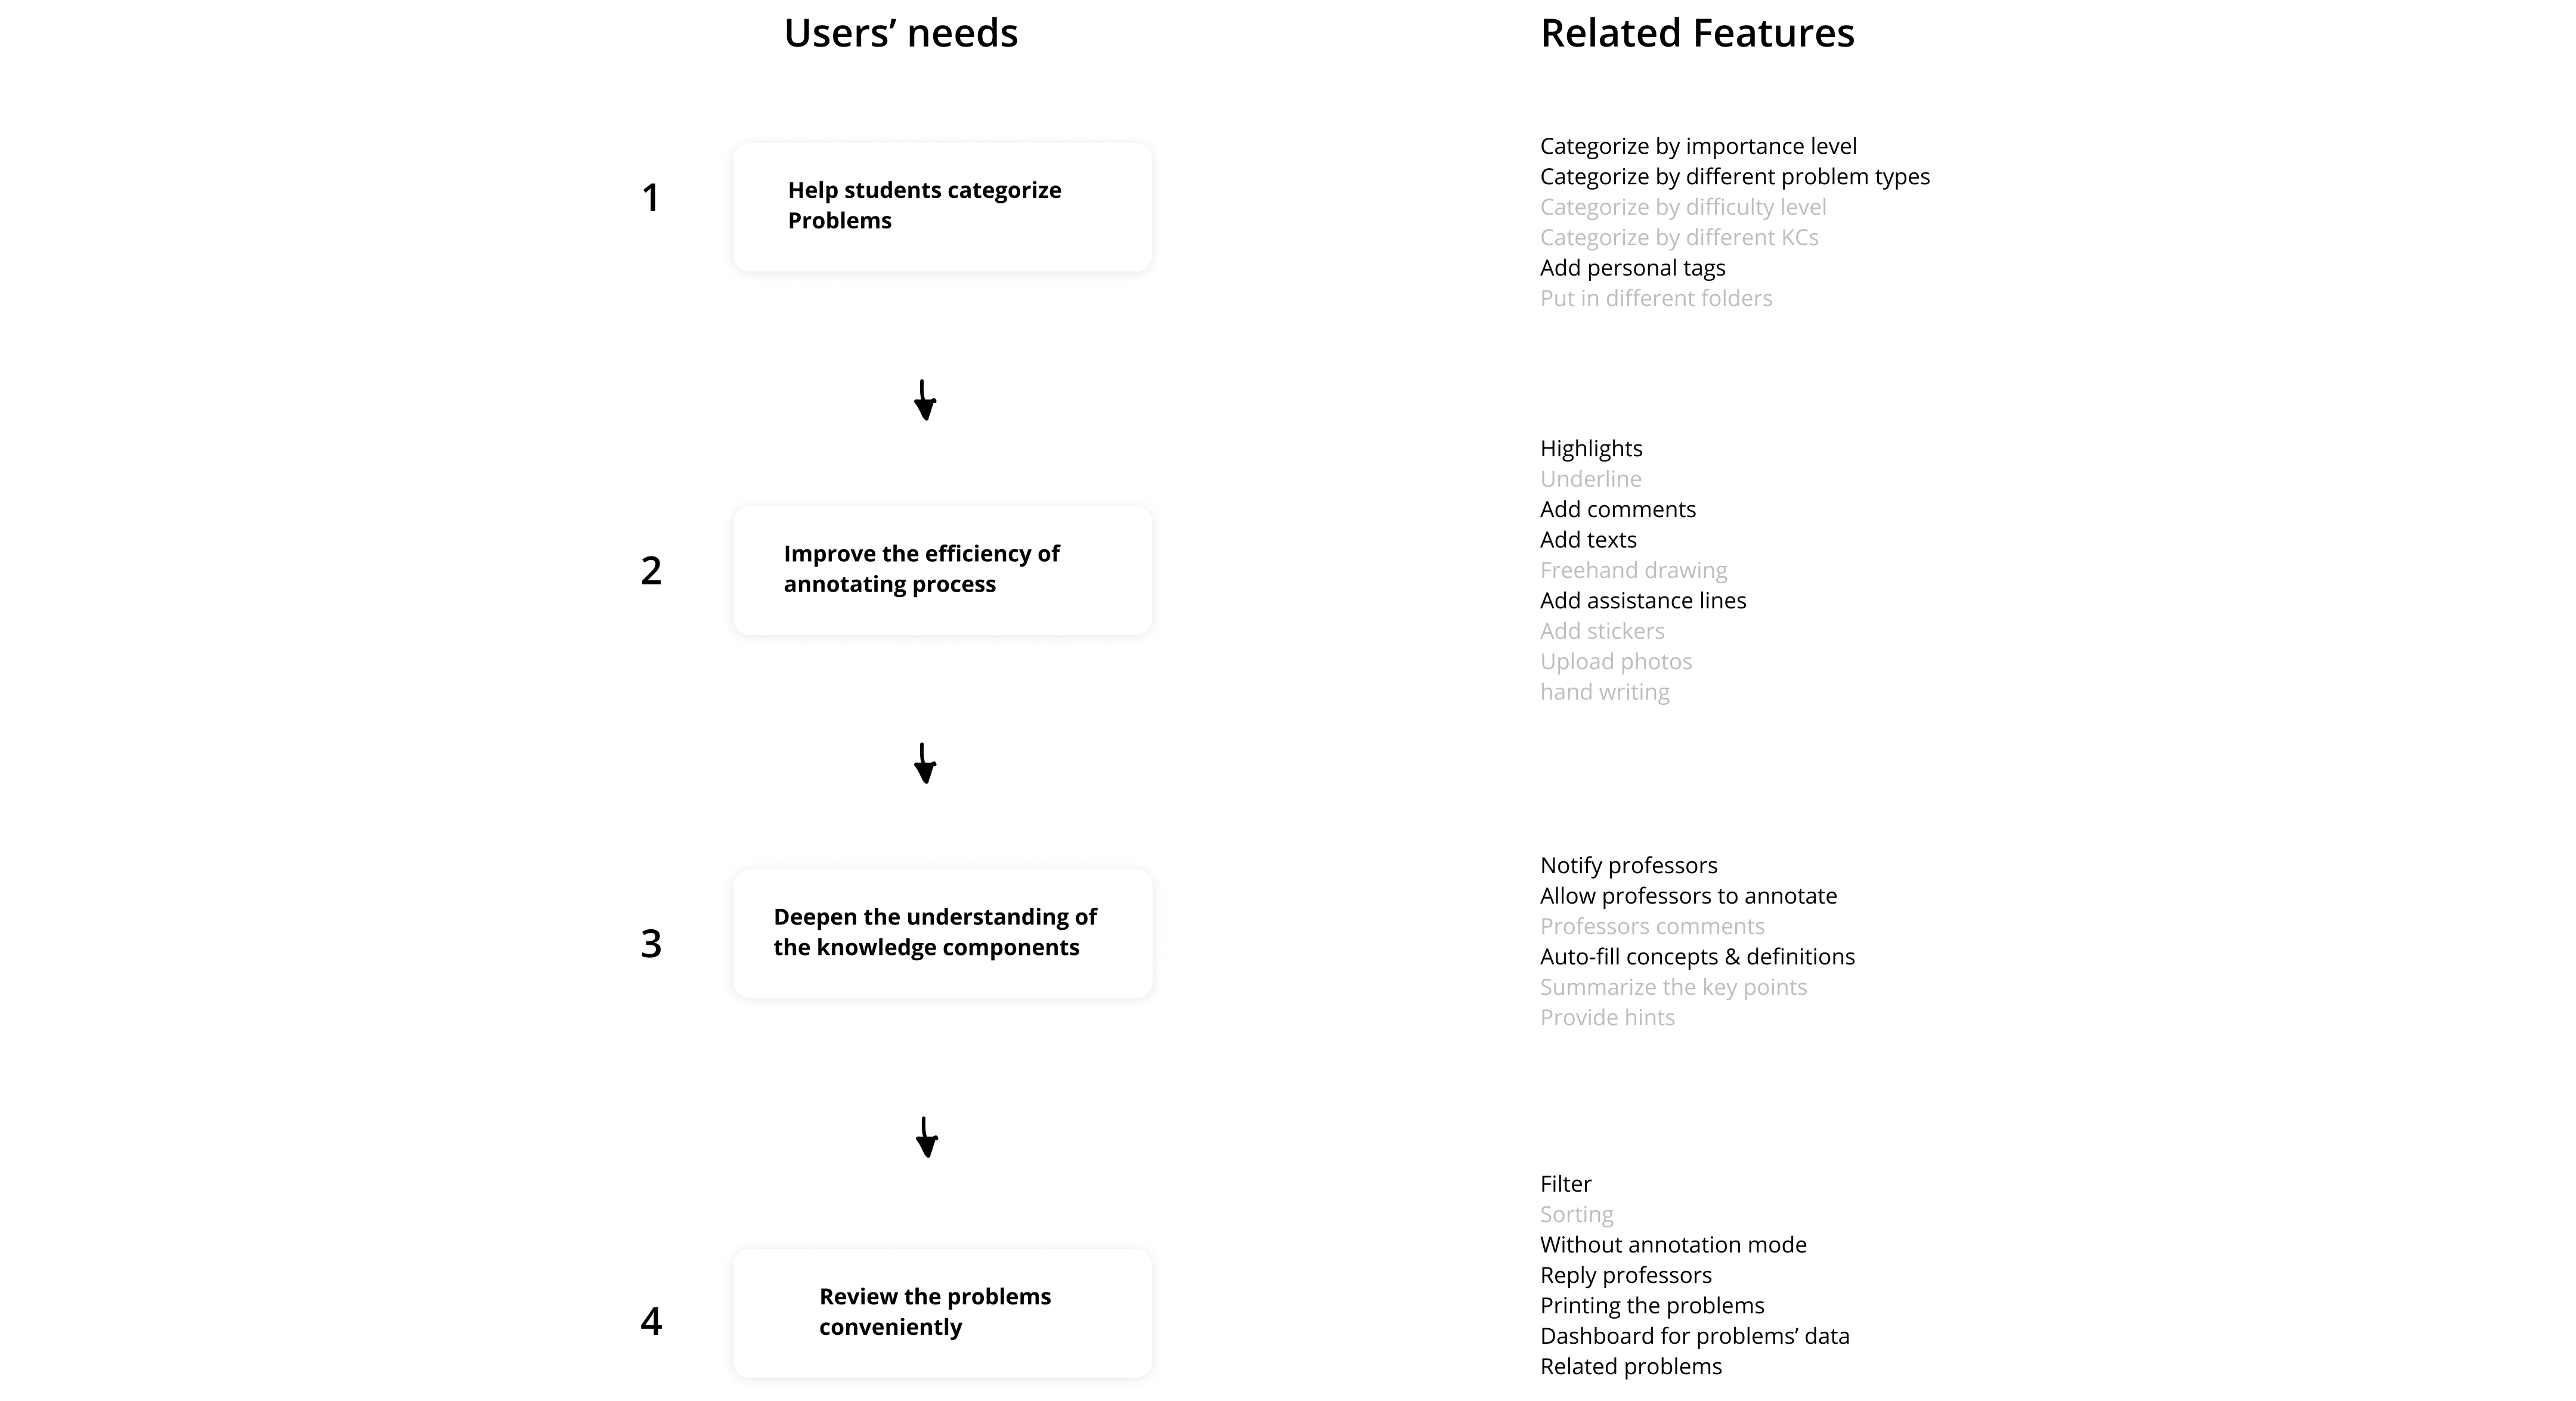 Users’ needs
Related Features
1
Help students categorize
Problems
Categorize by importance level
Categorize by different problem types
Categorize by difficulty level
Categorize by different KCs
Add personal tags
Put in different folders
2
Improve the efficiency of
annotating process
Highlights
Underline
Add comments
Add texts
Freehand drawing
Add assistance lines
Add stickers
Upload photos
hand writing
3
Deepen the understanding of
the knowledge components
Notify professors
Allow professors to annotate
Professors comments
Auto-fill concepts & definitions
Summarize the key points
Provide hints
4
Review the problems
conveniently
Filter
Sorting
Without annotation mode
Reply professors
Printing the problems
Dashboard for problems’ data
Related problems